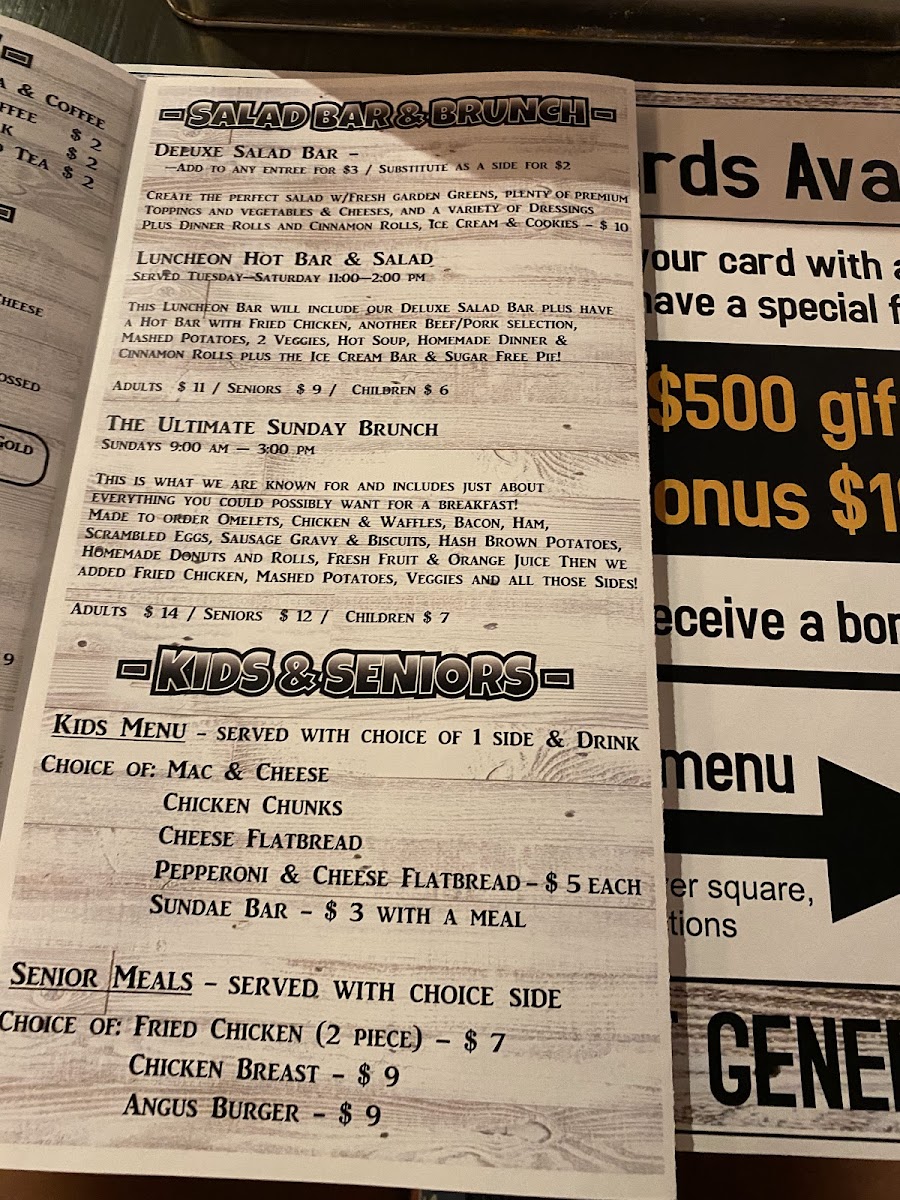 A & COFFEE
FFEE $ 2
K $ 2
TEA $ 2
HEESE
OSSED
GOLD
9
- SALAD BAR & BRUNCH -
DELUXE SALAD BAR –
—ADD TO ANY ENTREE FOR $3 / SUBSTITUTE AS A SIDE FOR $2
CREATE THE PERFECT SALAD W/FRESH GARDEN GREENS, PLENTY OF PREMIUM
TOPPINGS AND VEGETABLES & CHEESES, AND A VARIETY OF DRESSINGS
PLUS DINNER ROLLS AND CINNAMON ROLLS, ICE CREAM & COOKIES – $ 10
LUNCHEON HOT BAR & SALAD
SERVED TUESDAY—SATURDAY 11:00—2:00 PM
THIS LUNCHEON BAR WILL INCLUDE OUR DELUXE SALAD BAR PLUS HAVE
A HOT BAR WITH FRIED CHICKEN, ANOTHER BEEF/PORK SELECTION,
MASHED POTATOES, 2 VEGGIES, HOT SOUP, HOMEMADE DINNER &
CINNAMON ROLLS PLUS THE ICE CREAM BAR & SUGAR FREE PIE!
ADULTS $ 11 / SENIORS $ 9 / CHILDREN $ 6
THE ULTIMATE SUNDAY BRUNCH
SUNDAYS 9:00 AM — 3:00 PM
THIS IS WHAT WE ARE KNOWN FOR AND INCLUDES JUST ABOUT
EVERYTHING YOU COULD POSSIBLY WANT FOR A BREAKFAST!
MADE TO ORDER OMELETS, CHICKEN & WAFFLES, BACON, HAM,
SCRAMBLED EGGS, SAUSAGE GRAVY & BISCUITS, HASH BROWN POTATOES,
HOMEMADE DONUTS AND ROLLS, FRESH FRUIT & ORANGE JUICE THEN WE
ADDED FRIED CHICKEN, MASHED POTATOES, VEGGIES AND ALL THOSE SIDES!
ADULTS $ 14 / SENIORS $ 12 / CHILDREN $ 7
- KIDS & SENIORS -
KIDS MENU – SERVED WITH CHOICE OF 1 SIDE & DRINK
CHOICE OF: MAC & CHEESE
CHICKEN CHUNKS
CHEESE FLATBREAD
PEPPERONI & CHEESE FLATBREAD – $ 5 EACH
SUNDAE BAR – $ 3 WITH A MEAL
SENIOR MEALS – SERVED WITH CHOICE SIDE
CHOICE OF: FRIED CHICKEN (2 PIECE) – $ 7
CHICKEN BREAST – $ 9
ANGUS BURGER – $ 9
rds Ava
your card with a
have a special f
$500 gif
onus $1
eceive a bon
menu
er square,
tions
GENE